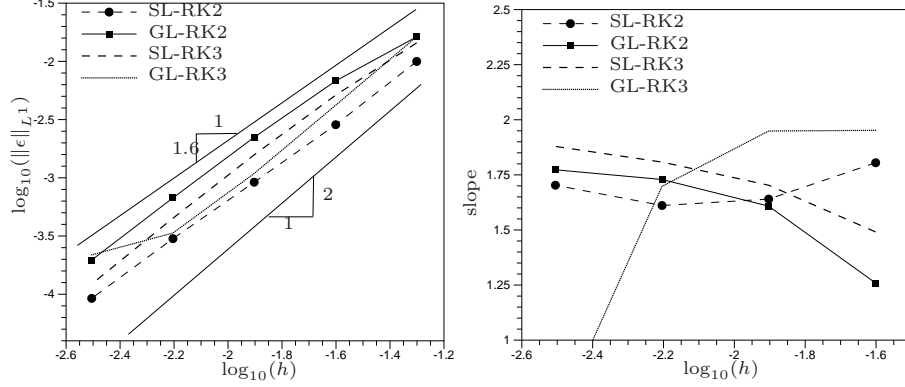 -1.5
-2
-2.5
-3
-3.5
-4
log₁₀(‖ϵ‖_{L¹})
SL-RK2
GL-RK2
SL-RK3
GL-RK3
1
1.6
2
1
-2.6
-2.4
-2.2
-2
-1.8
-1.6
-1.4
-1.2
log₁₀(h)
2.5
2.25
2
1.75
1.5
1.25
1
slope
SL-RK2
GL-RK2
SL-RK3
GL-RK3
-2.6
-2.4
-2.2
-2
-1.8
-1.6
log₁₀(h)